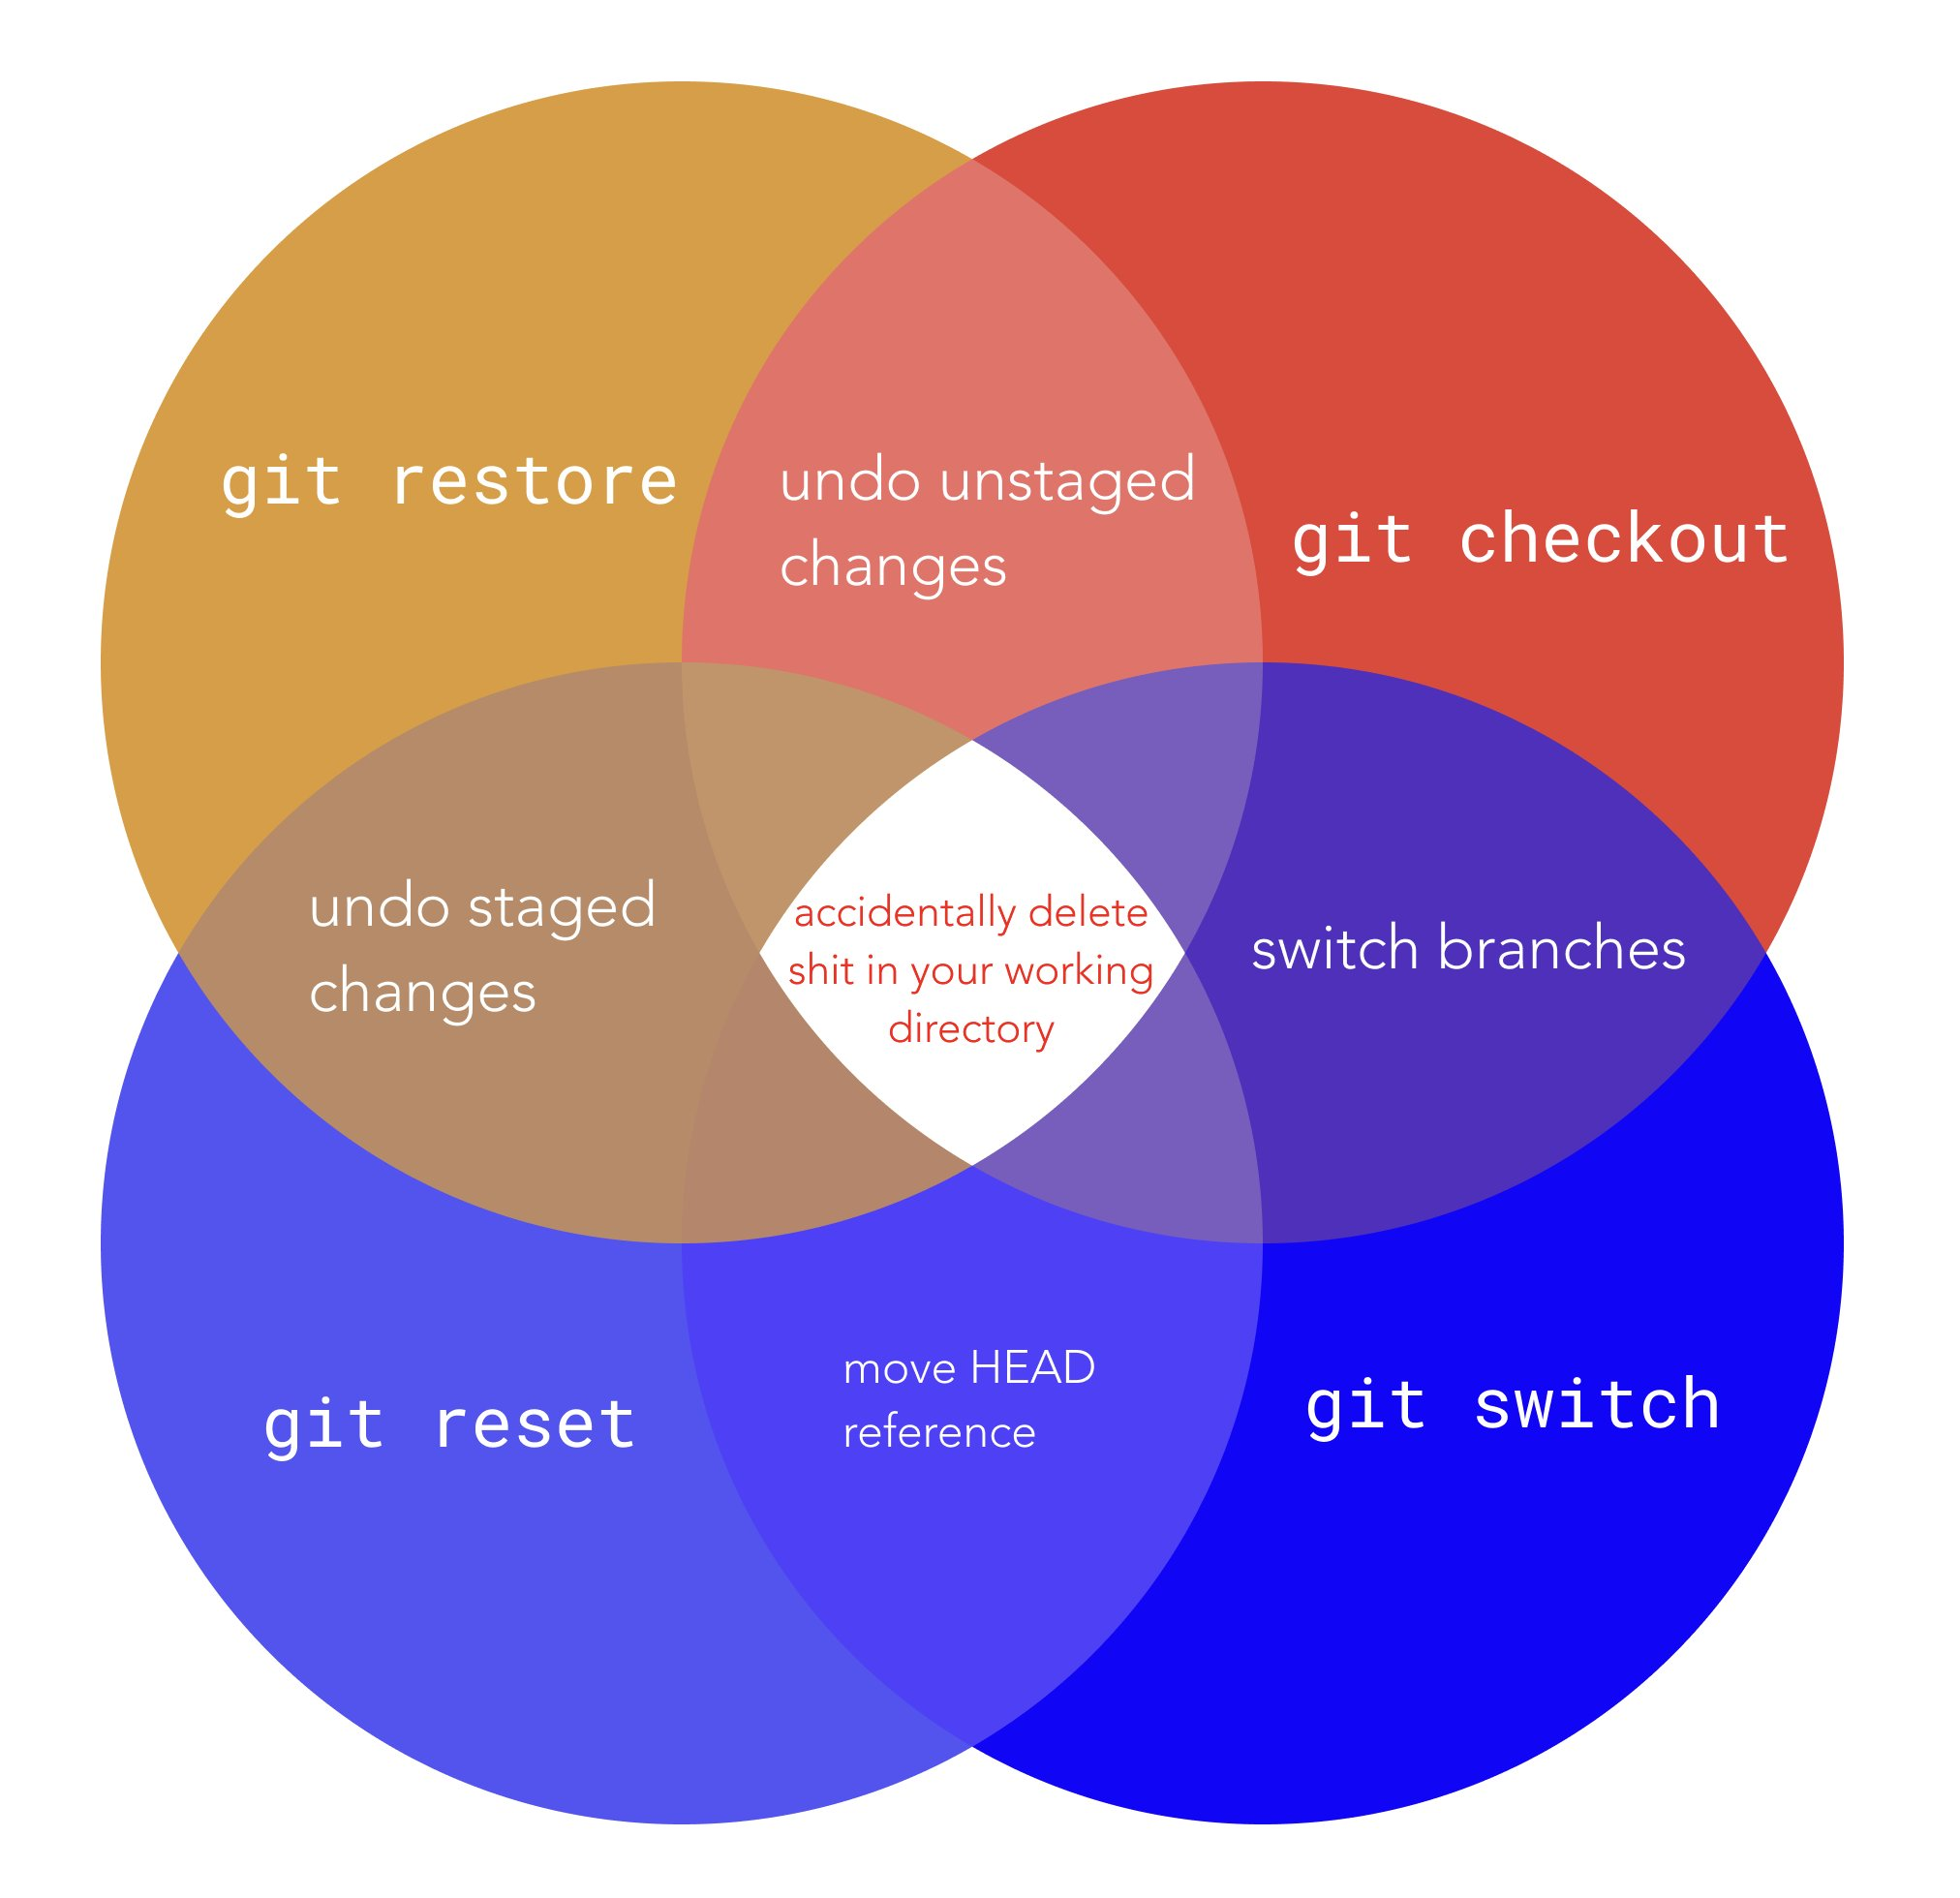 git restore
undo unstaged
changes
git checkout
undo staged
changes
accidentally delete
shit in your working
directory
switch branches
git reset
move HEAD
reference
git switch